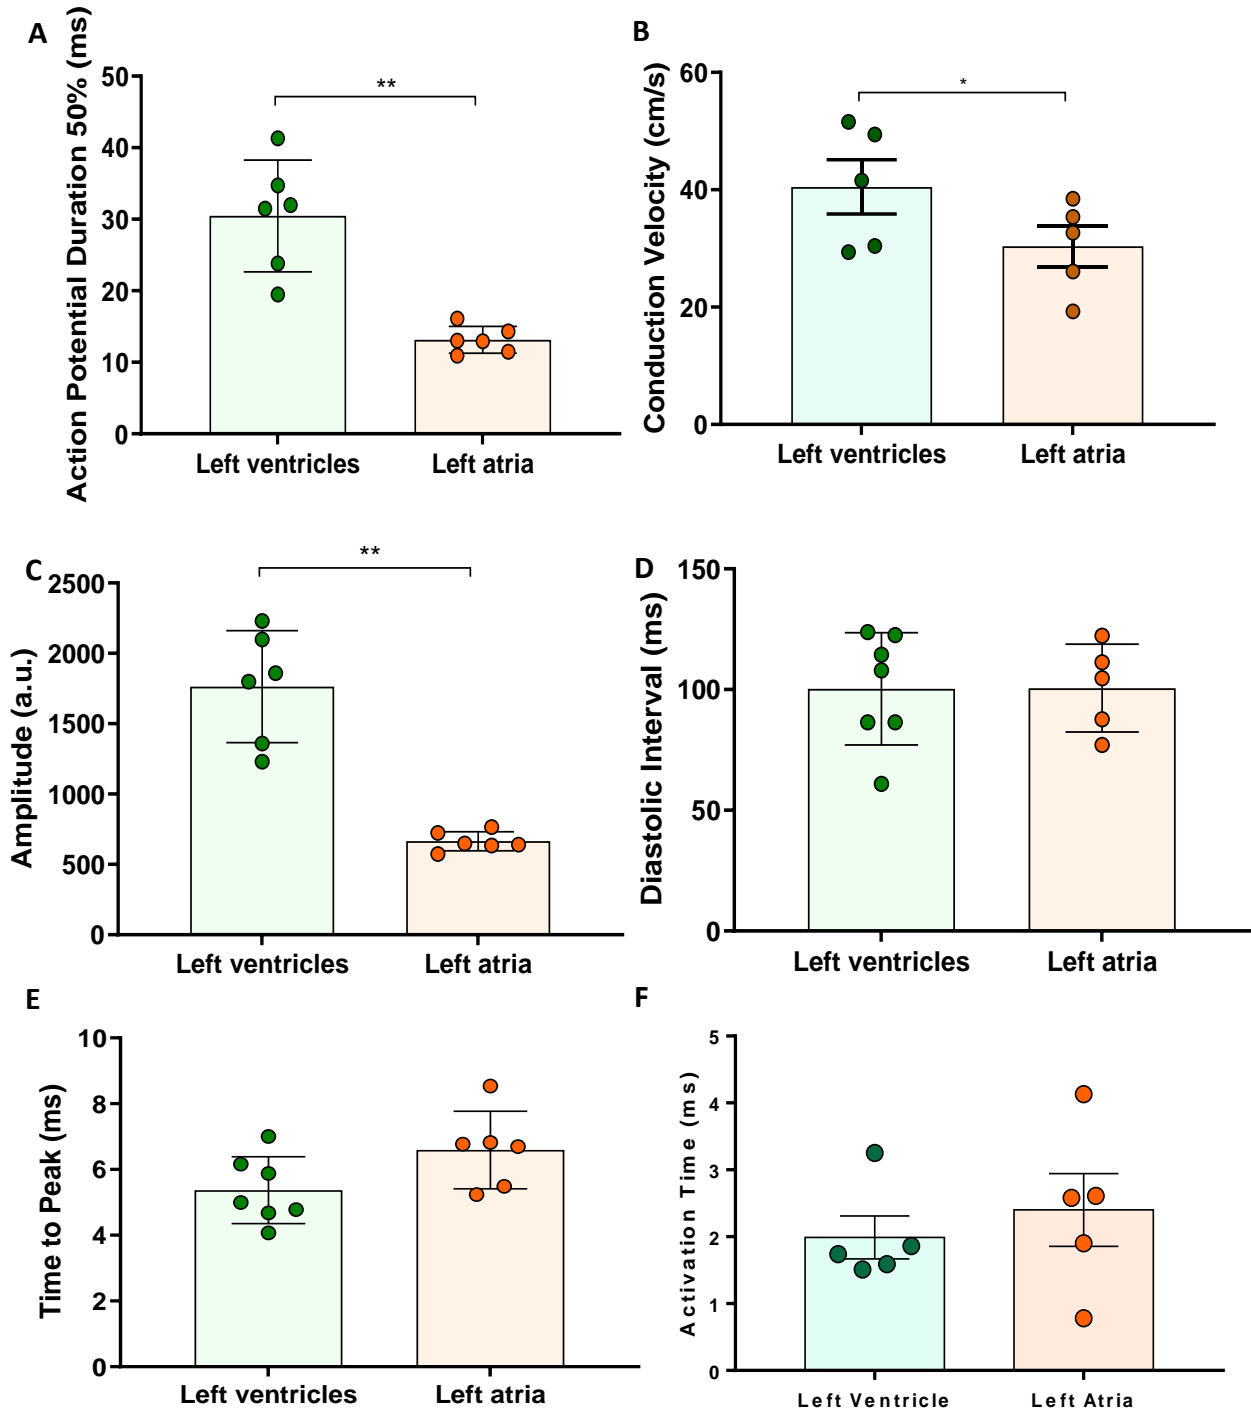 A
Action Potential Duration 50% (ms)
50
40
30
20
10
0
**
Left ventricles
Left atria
B
Conduction Velocity (cm/s)
60
40
20
0
*
Left ventricles
Left atria
C
Amplitude (a.u.)
2500
2000
1500
1000
500
0
**
Left ventricles
Left atria
D
Diastolic Interval (ms)
150
100
50
0
Left ventricles
Left atria
E
Time to Peak (ms)
10
8
6
4
2
0
Left ventricles
Left atria
F
Activation Time (ms)
5
4
3
2
1
0
Left Ventricle
Left Atria